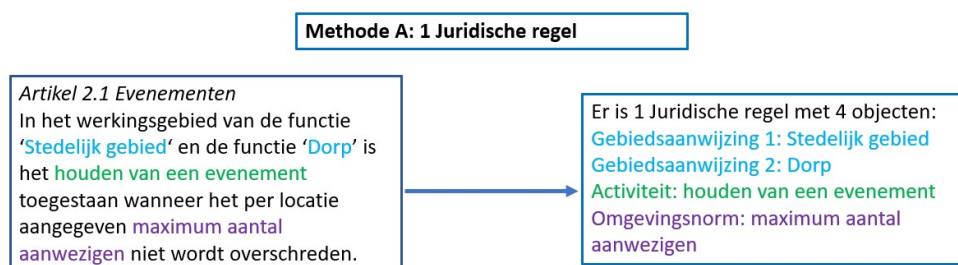 Methode A: 1 Juridische regel
Artikel 2.1 Evenementen
In het werkingsgebied van de functie
‘Stedelijk gebied‘ en de functie ‘Dorp’ is
het houden van een evenement
toegestaan wanneer het per locatie
aangegeven maximum aantal
aanwezigen niet wordt overschreden.
Er is 1 Juridische regel met 4 objecten:
Gebiedsaanwijzing 1: Stedelijk gebied
Gebiedsaanwijzing 2: Dorp
Activiteit: houden van een evenement
Omgevingsnorm: maximum aantal
aanwezigen